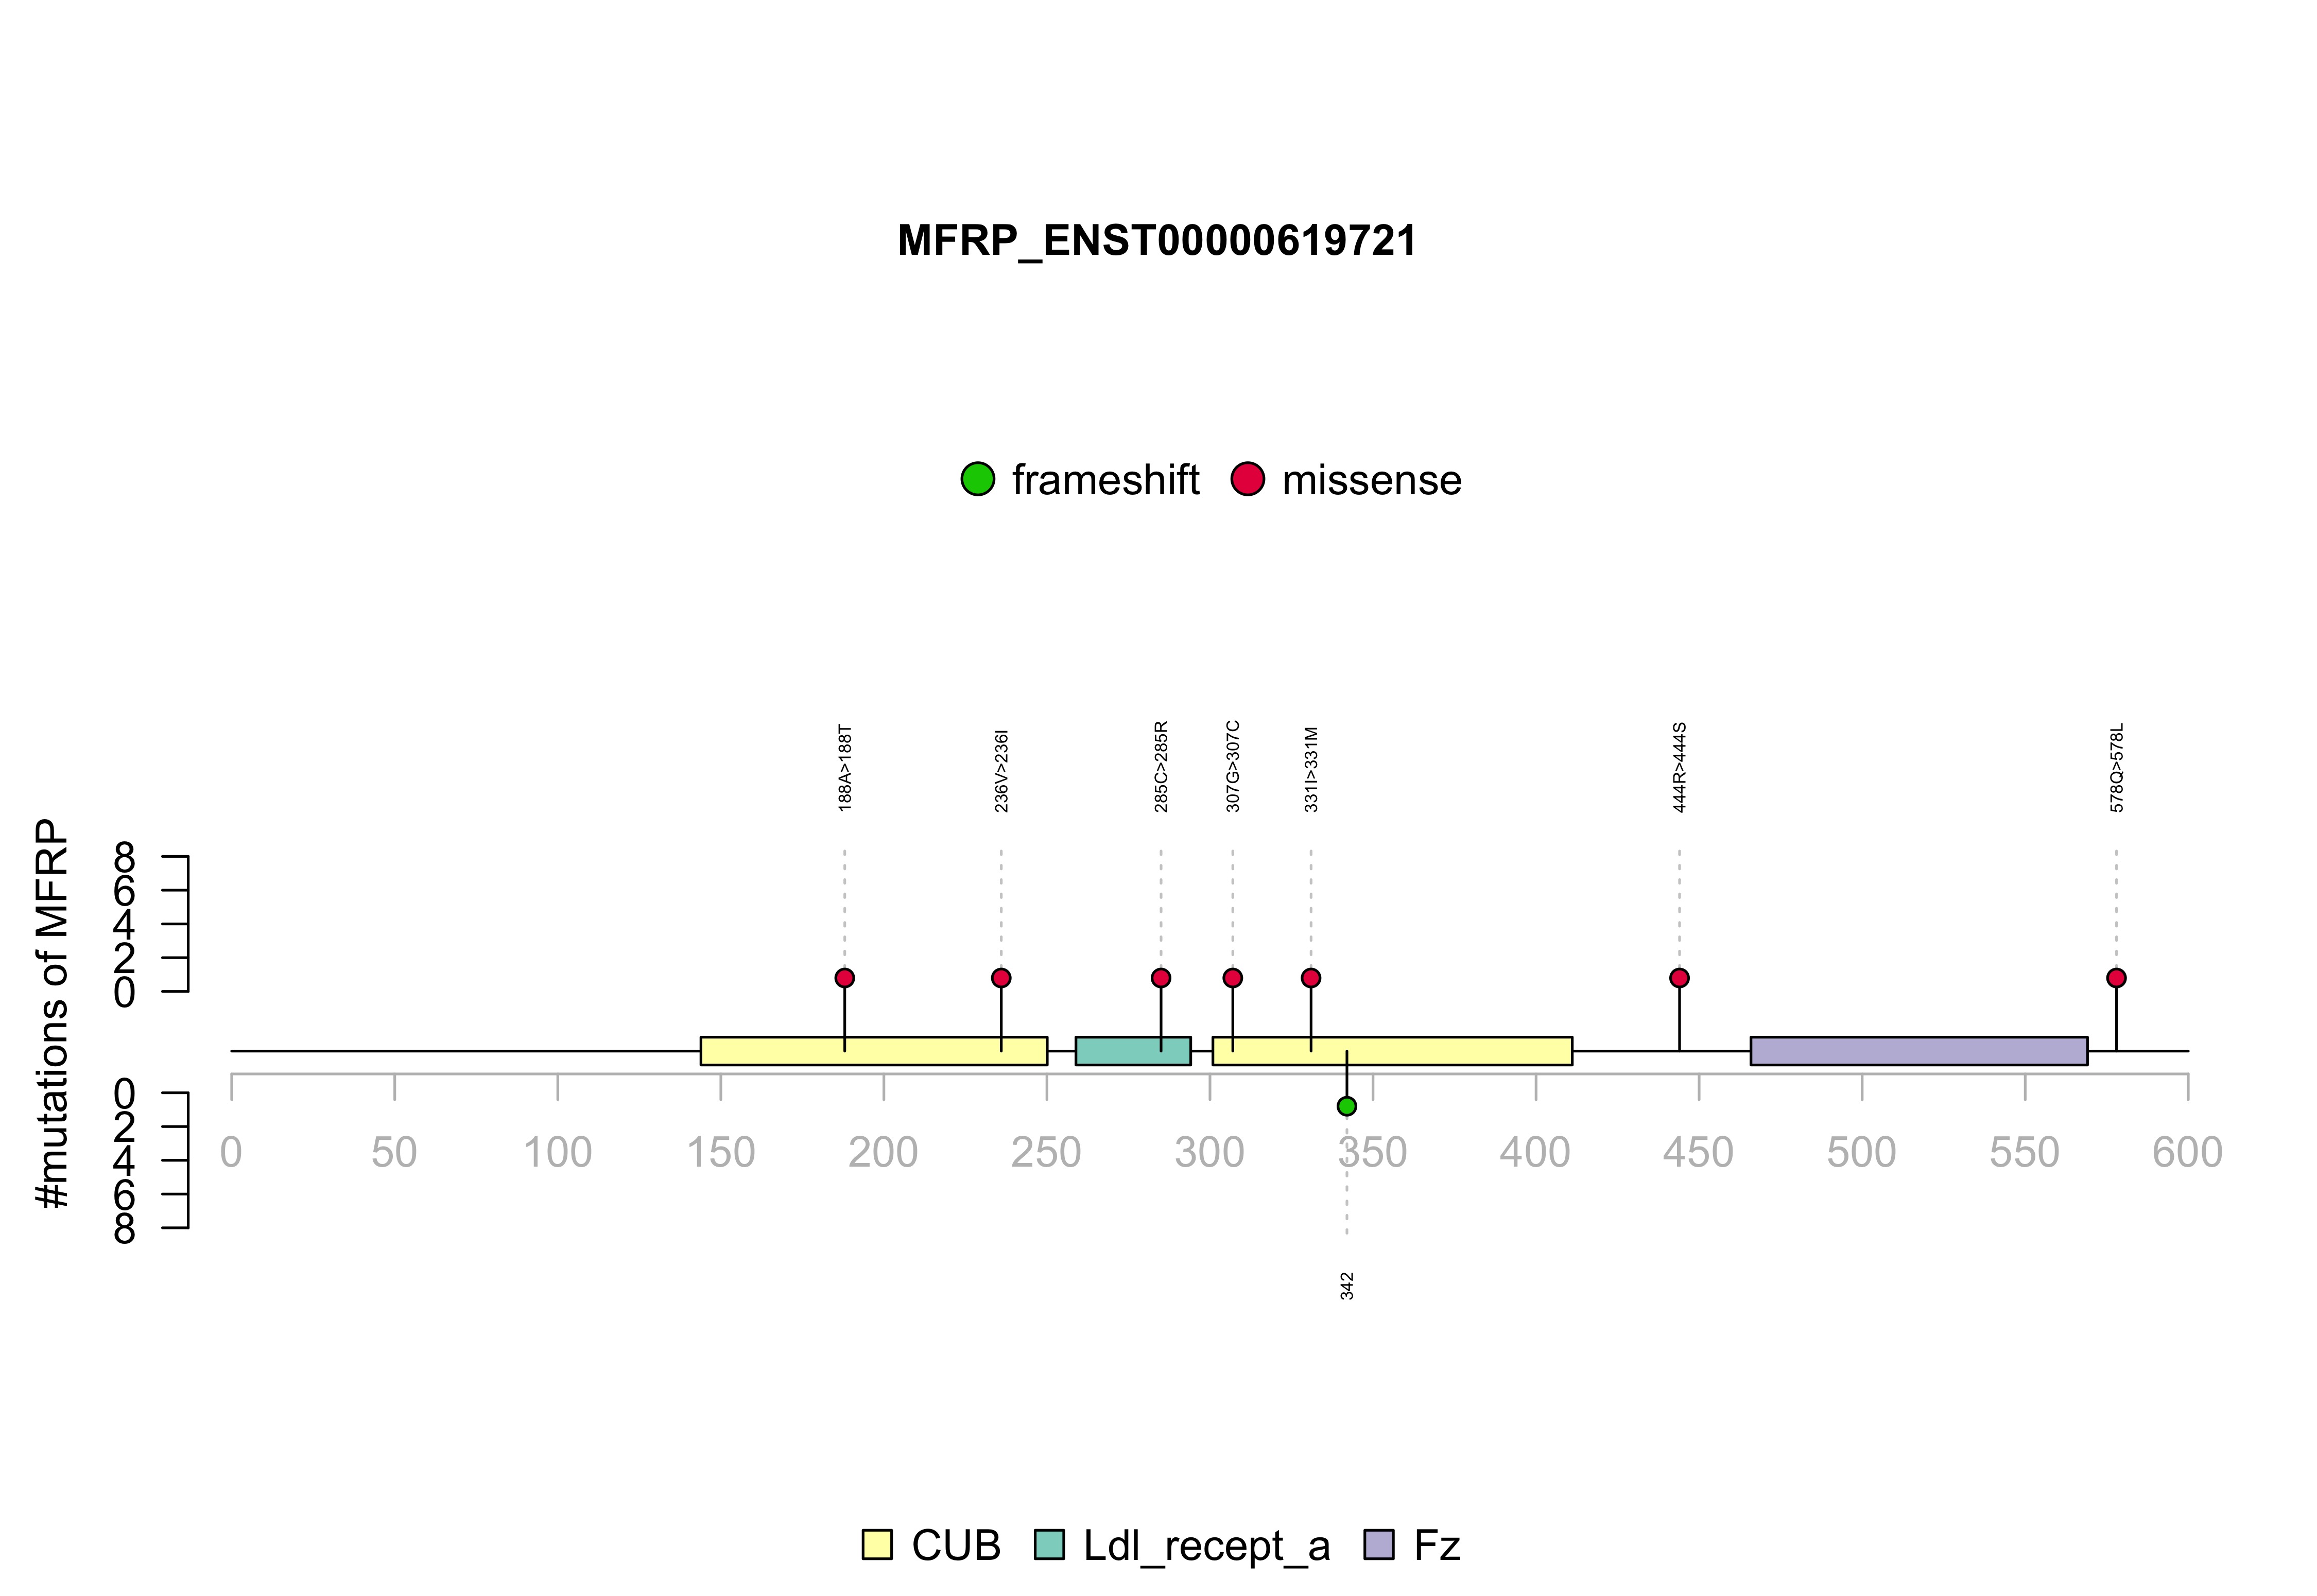 MFRP_ENST00000619721
frameshift missense
188A>188T
236V>236I
285C>285R
307G>307C
331I>331M
444R>444S
578Q>578L
#mutations of MFRP
8
6
4
2
0
0
2
4
6
8
0 50 100 150 200 250 300 350 400 450 500 550 600
342
CUB Ldl_recept_a Fz